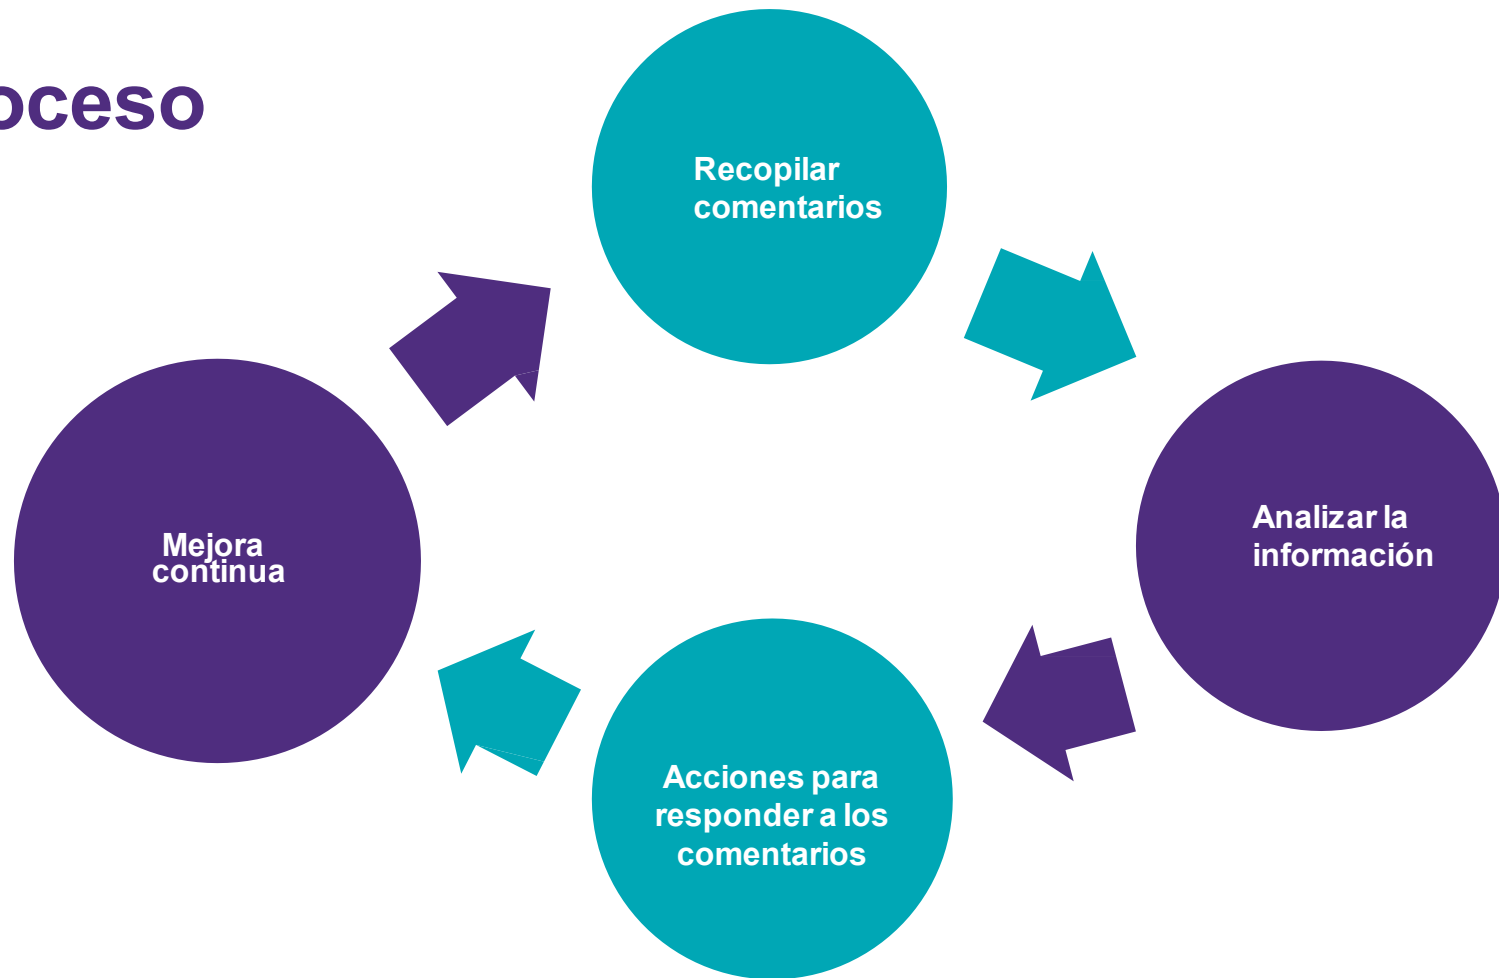 oceso
Recopilar
comentarios
Analizar la
información
Acciones para
responder a los
comentarios
Mejora
continua